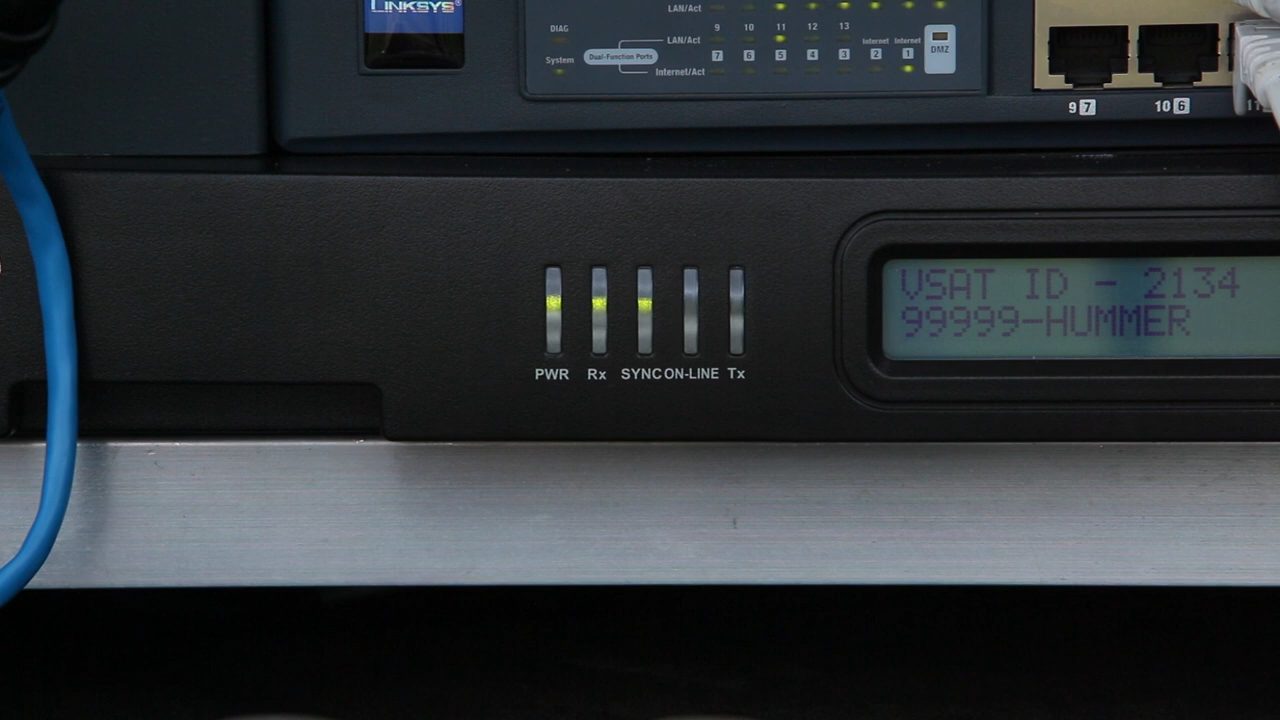 LINKSYS®
LAN/Act
DIAG
9 10 11 12 13
LAN/Act
Dual-Function Ports
Internet Internet
System
7 6 5 4 3 2 1
DMZ
Internet/Act
9 7 10 6 11
PWR Rx SYNC ON-LINE Tx
VSAT ID - 2134
99999-HUMMER